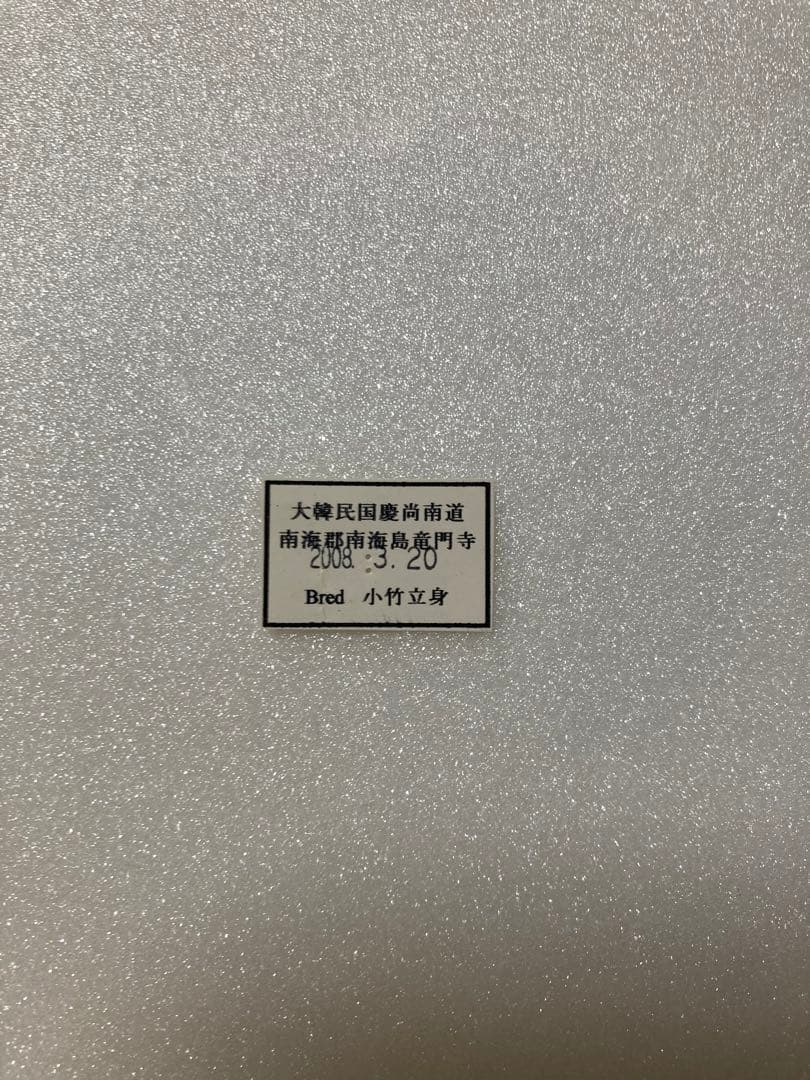 大韓民国慶尚南道
南海郡南海島竜門寺
2008. 3. 20
Bred 小竹立身